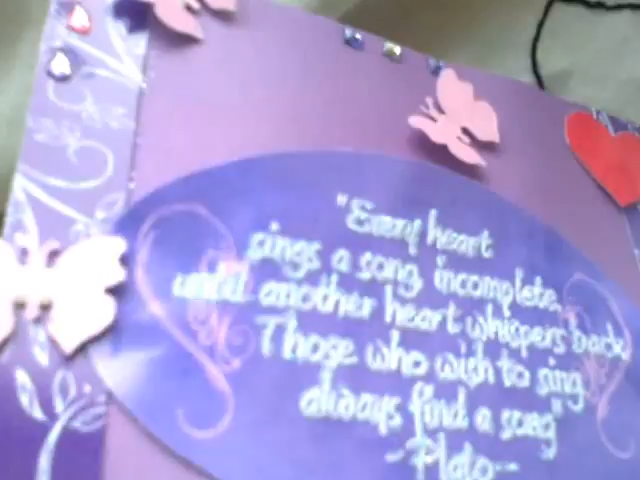 "Every heart
sings a song, incomplete,
until another heart whispers back.
Those who wish to sing
always find a song"
~Plato~